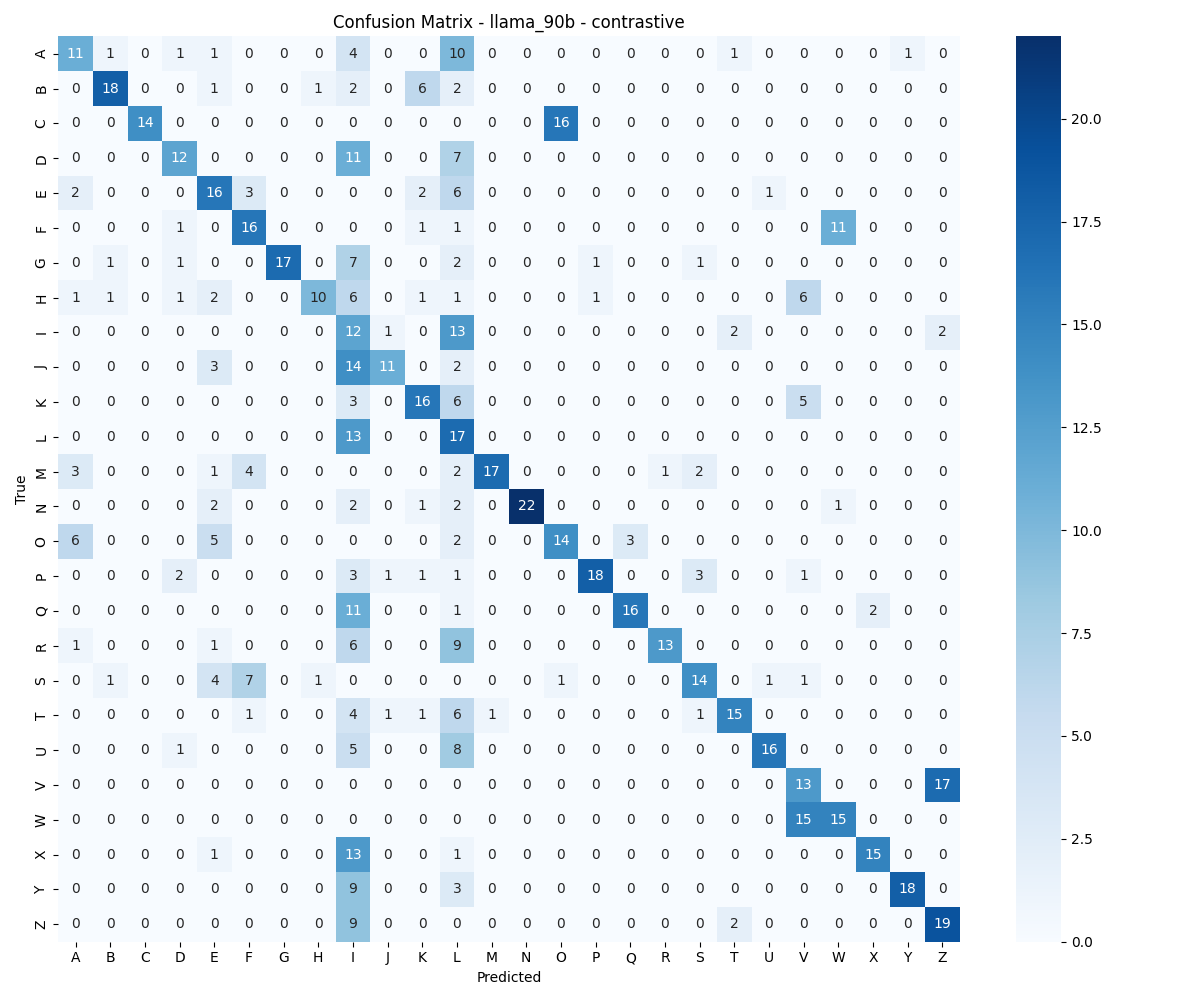 Confusion Matrix - llama_90b - contrastive
A 11 1 0 1 1 0 0 0 4 0 0 10 0 0 0 0 0 0 0 1 0 0 0 0 1 0
B 0 18 0 0 1 0 0 1 2 0 6 2 0 0 0 0 0 0 0 0 0 0 0 0 0 0
C 0 0 14 0 0 0 0 0 0 0 0 0 0 0 16 0 0 0 0 0 0 0 0 0 0 0
D 0 0 0 12 0 0 0 0 11 0 0 7 0 0 0 0 0 0 0 0 0 0 0 0 0 0
E 2 0 0 0 16 3 0 0 0 0 2 6 0 0 0 0 0 0 0 0 1 0 0 0 0 0
F 0 0 0 1 0 16 0 0 0 0 1 1 0 0 0 0 0 0 0 0 0 0 11 0 0 0
G 0 1 0 1 0 0 17 0 7 0 0 2 0 0 0 1 0 0 1 0 0 0 0 0 0 0
H 1 1 0 1 2 0 0 10 6 0 1 1 0 0 0 1 0 0 0 0 0 6 0 0 0 0
I 0 0 0 0 0 0 0 0 12 1 0 13 0 0 0 0 0 0 0 2 0 0 0 0 0 2
J 0 0 0 0 3 0 0 0 14 11 0 2 0 0 0 0 0 0 0 0 0 0 0 0 0 0
K 0 0 0 0 0 0 0 0 3 0 16 6 0 0 0 0 0 0 0 0 0 5 0 0 0 0
L 0 0 0 0 0 0 0 0 13 0 0 17 0 0 0 0 0 0 0 0 0 0 0 0 0 0
M 3 0 0 0 1 4 0 0 0 0 0 2 17 0 0 0 0 1 2 0 0 0 0 0 0 0
N 0 0 0 0 2 0 0 0 2 0 1 2 0 22 0 0 0 0 0 0 0 0 1 0 0 0
O 6 0 0 0 5 0 0 0 0 0 0 2 0 0 14 0 3 0 0 0 0 0 0 0 0 0
P 0 0 0 2 0 0 0 0 3 1 1 1 0 0 0 18 0 0 3 0 0 1 0 0 0 0
Q 0 0 0 0 0 0 0 0 11 0 0 1 0 0 0 0 16 0 0 0 0 0 0 2 0 0
R 1 0 0 0 1 0 0 0 6 0 0 9 0 0 0 0 0 13 0 0 0 0 0 0 0 0
S 0 1 0 0 4 7 0 1 0 0 0 0 0 0 1 0 0 0 14 0 1 1 0 0 0 0
T 0 0 0 0 0 1 0 0 4 1 1 6 1 0 0 0 0 0 1 15 0 0 0 0 0 0
U 0 0 0 1 0 0 0 0 5 0 0 8 0 0 0 0 0 0 0 0 16 0 0 0 0 0
V 0 0 0 0 0 0 0 0 0 0 0 0 0 0 0 0 0 0 0 0 0 13 0 0 0 17
W 0 0 0 0 0 0 0 0 0 0 0 0 0 0 0 0 0 0 0 0 0 15 15 0 0 0
X 0 0 0 0 1 0 0 0 13 0 0 1 0 0 0 0 0 0 0 0 0 0 0 15 0 0
Y 0 0 0 0 0 0 0 0 9 0 0 3 0 0 0 0 0 0 0 0 0 0 0 0 18 0
Z 0 0 0 0 0 0 0 0 9 0 0 0 0 0 0 0 0 0 0 2 0 0 0 0 0 19
A B C D E F G H I J K L M N O P Q R S T U V W X Y Z
Predicted
True
20.0
17.5
15.0
12.5
10.0
7.5
5.0
2.5
0.0